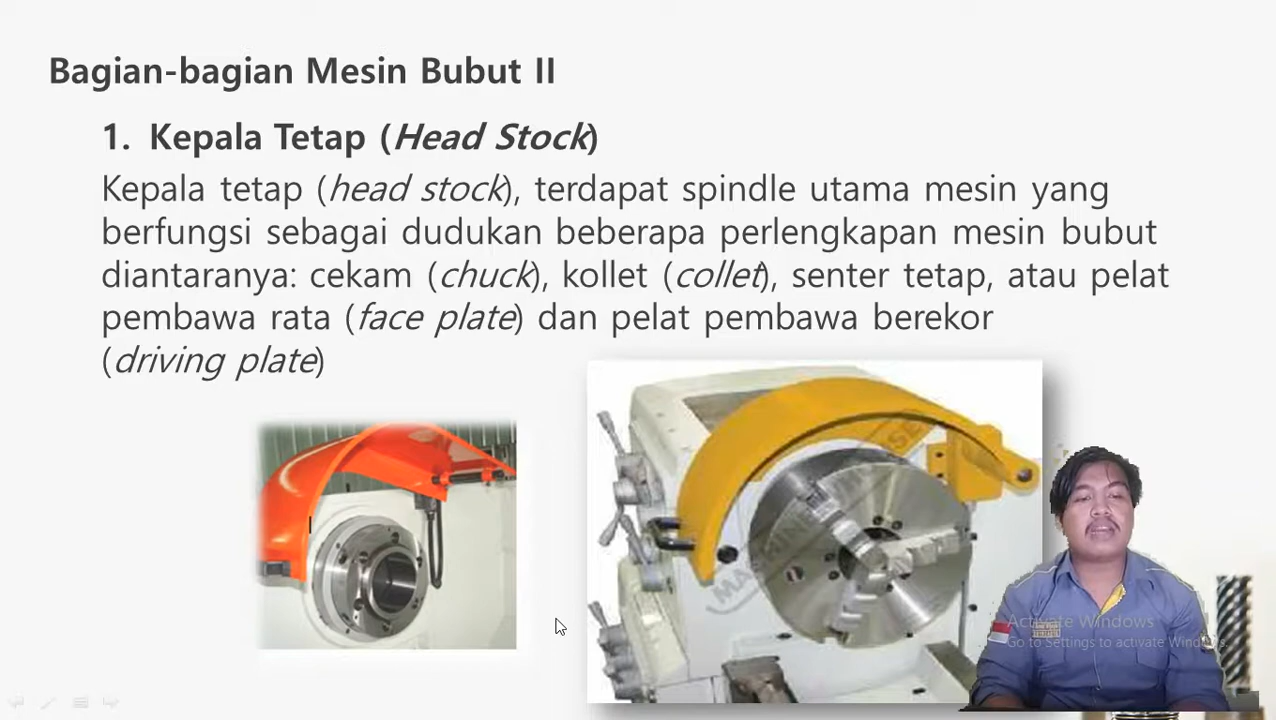 Bagian-bagian Mesin Bubut II
1. Kepala Tetap (Head Stock)
Kepala tetap (head stock), terdapat spindle utama mesin yang
berfungsi sebagai dudukan beberapa perlengkapan mesin bubut
diantaranya: cekam (chuck), kollet (collet), senter tetap, atau pelat
pembawa rata (face plate) dan pelat pembawa berekor
(driving plate)
Activate Windows
Go to Settings to activate Windows.